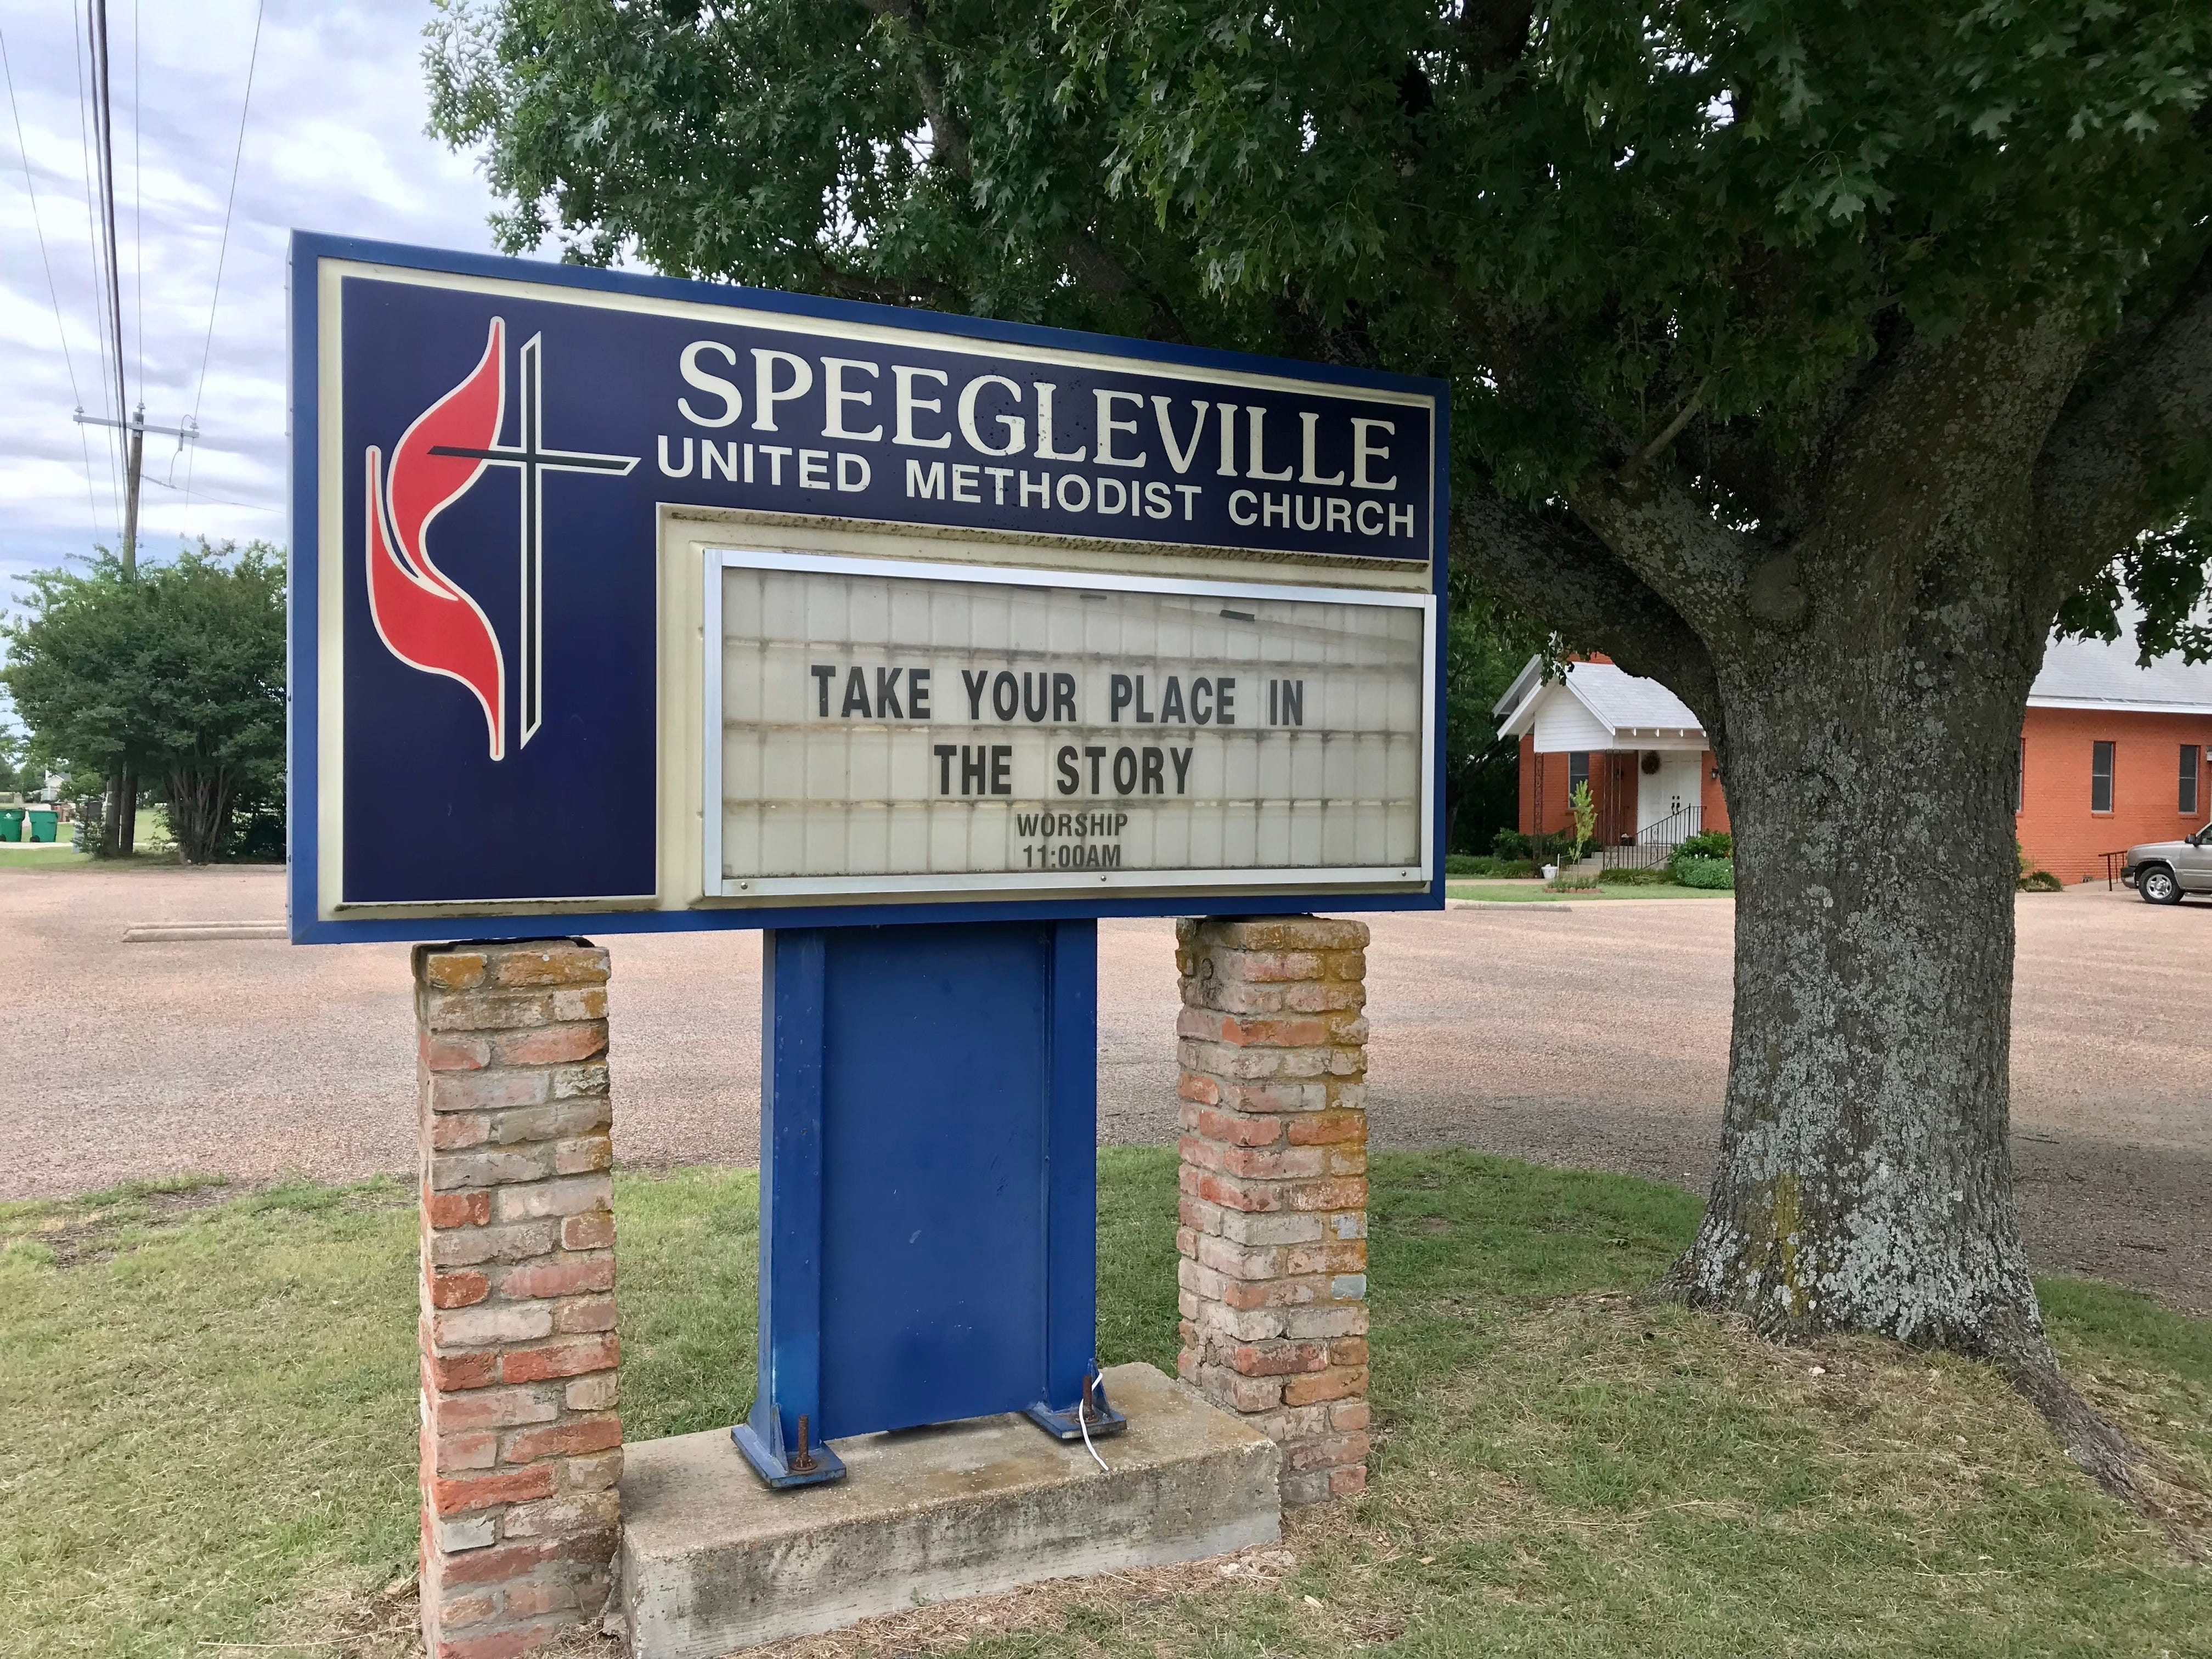 SPEEGLEVILLE
UNITED METHODIST CHURCH
TAKE YOUR PLACE IN
THE STORY
WORSHIP
11:00AM